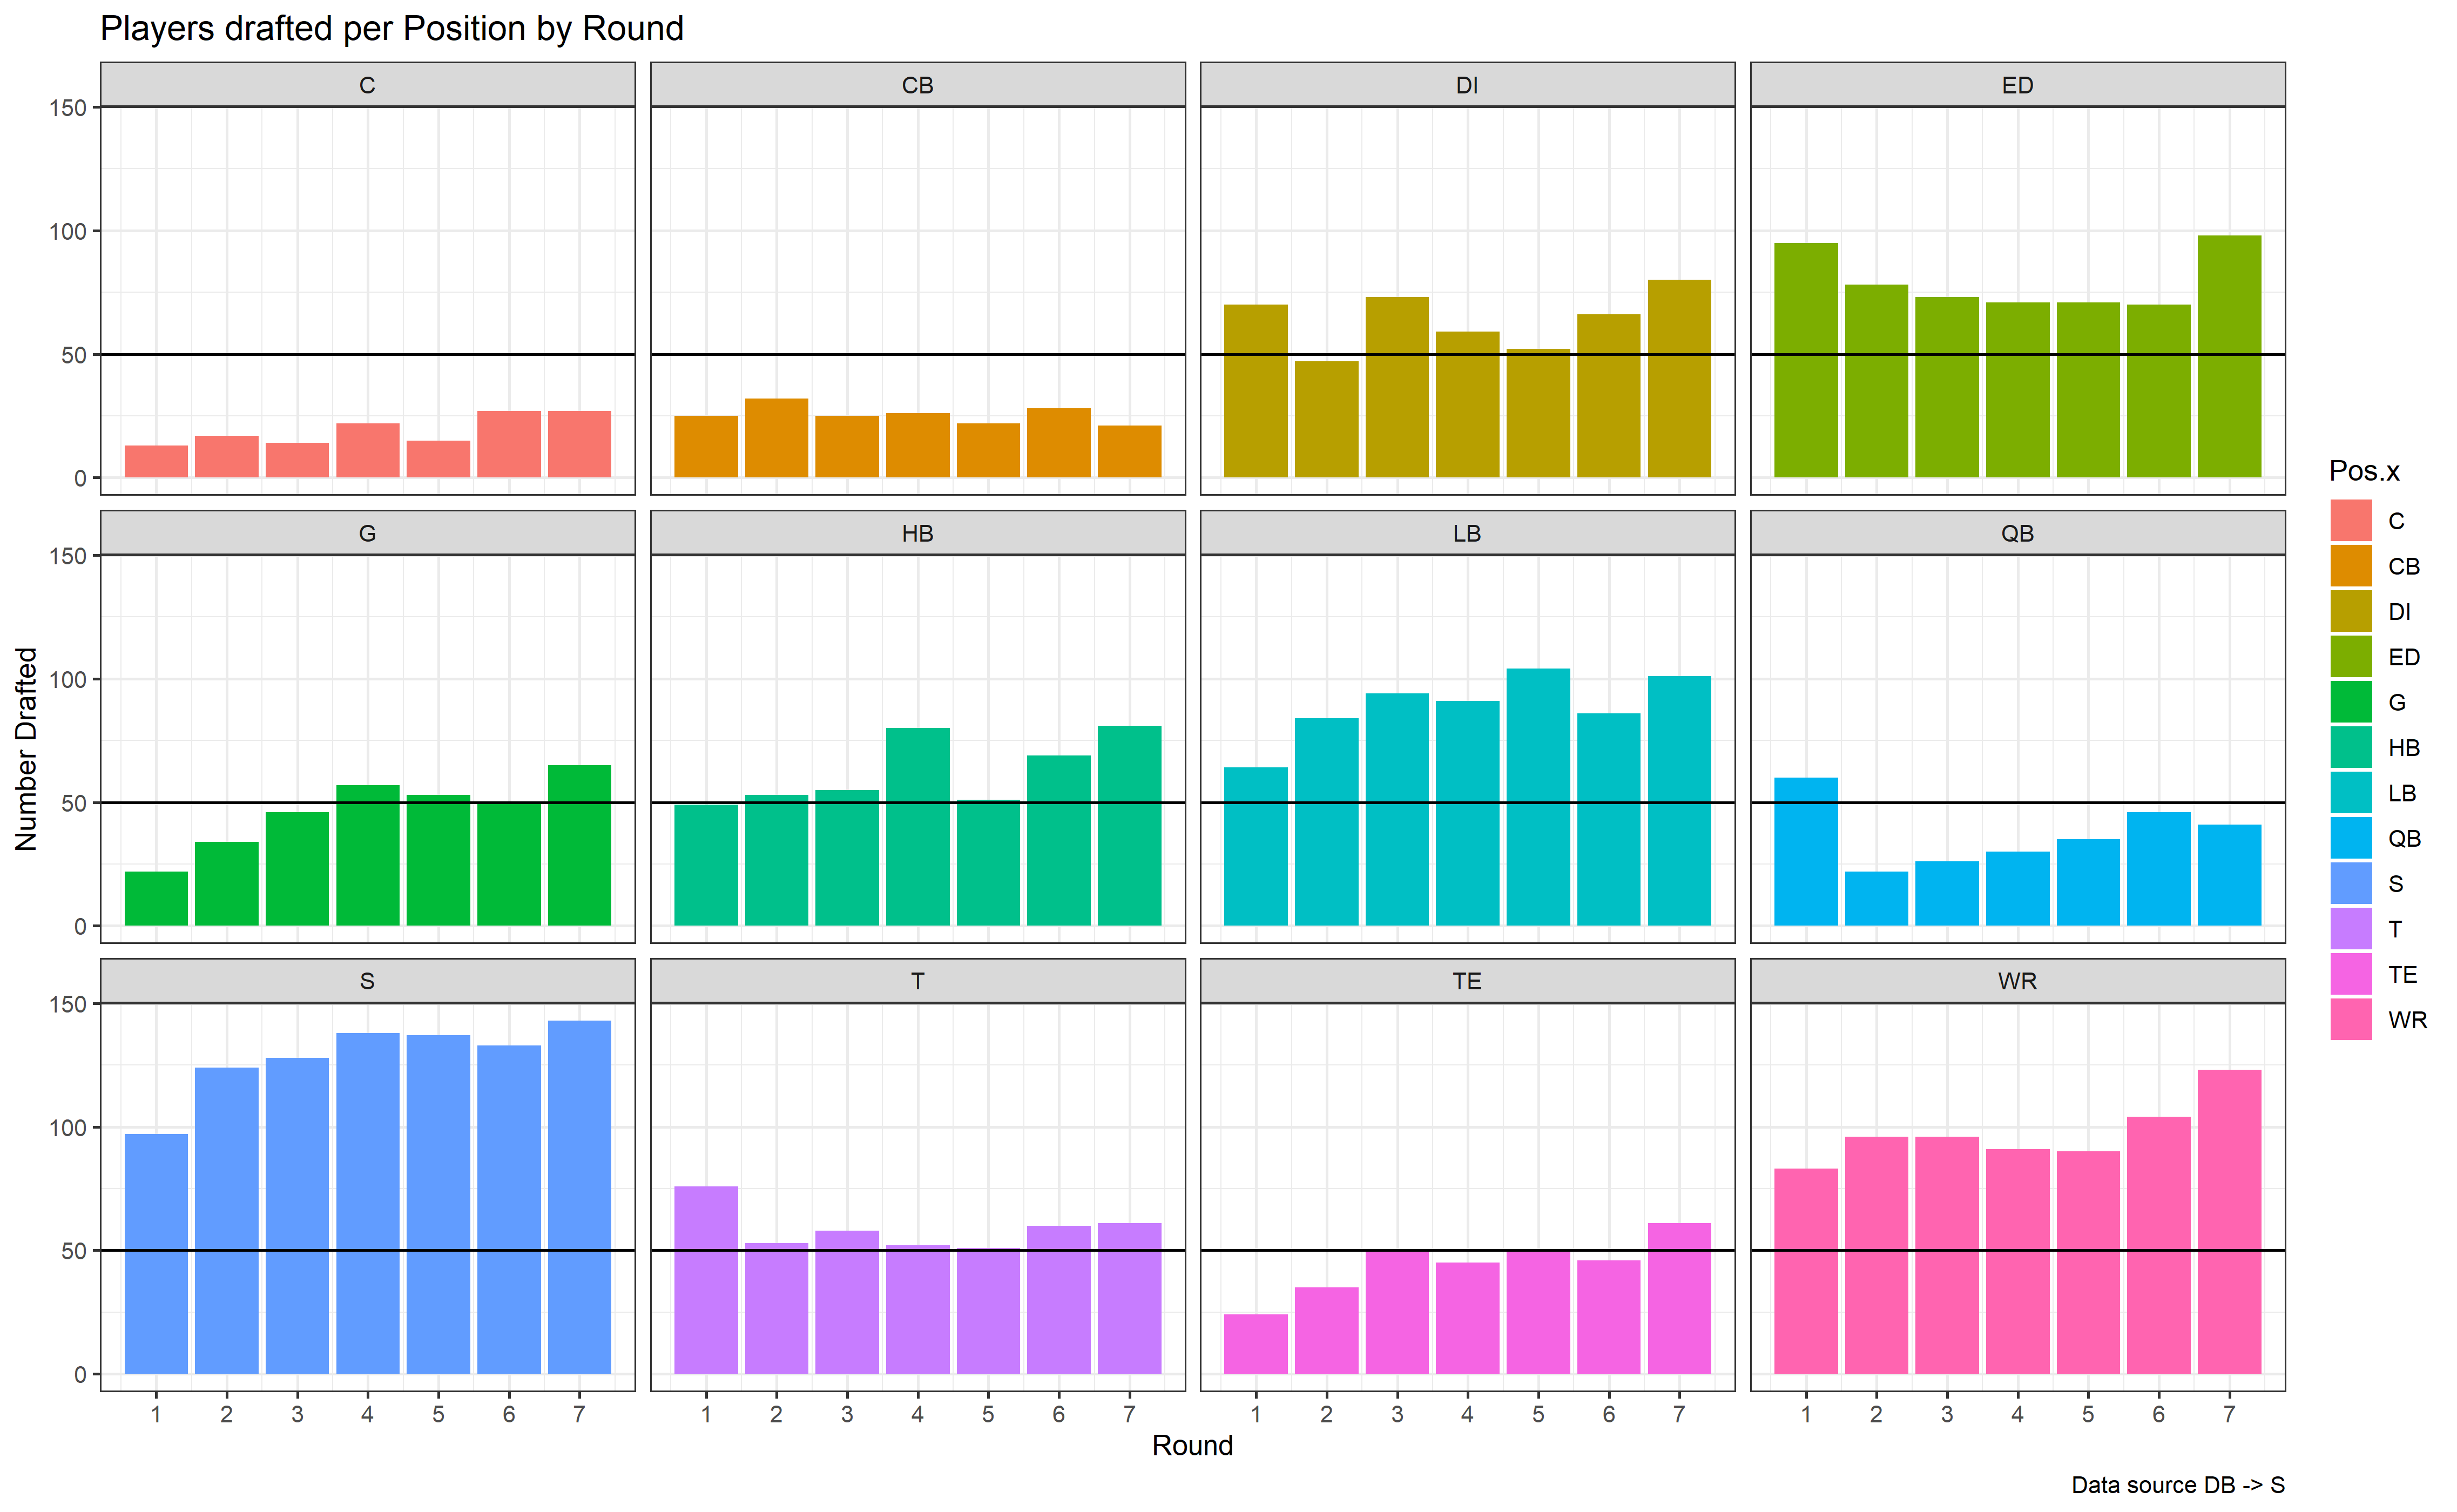 Players drafted per Position by Round
C CB DI ED
150
100
50
0
G HB LB QB
150
100
50
0
S T TE WR
150
100
50
0
1 2 3 4 5 6 7 1 2 3 4 5 6 7 1 2 3 4 5 6 7 1 2 3 4 5 6 7
Number Drafted
Round
Pos.x
C
CB
DI
ED
G
HB
LB
QB
S
T
TE
WR
Data source DB -> S